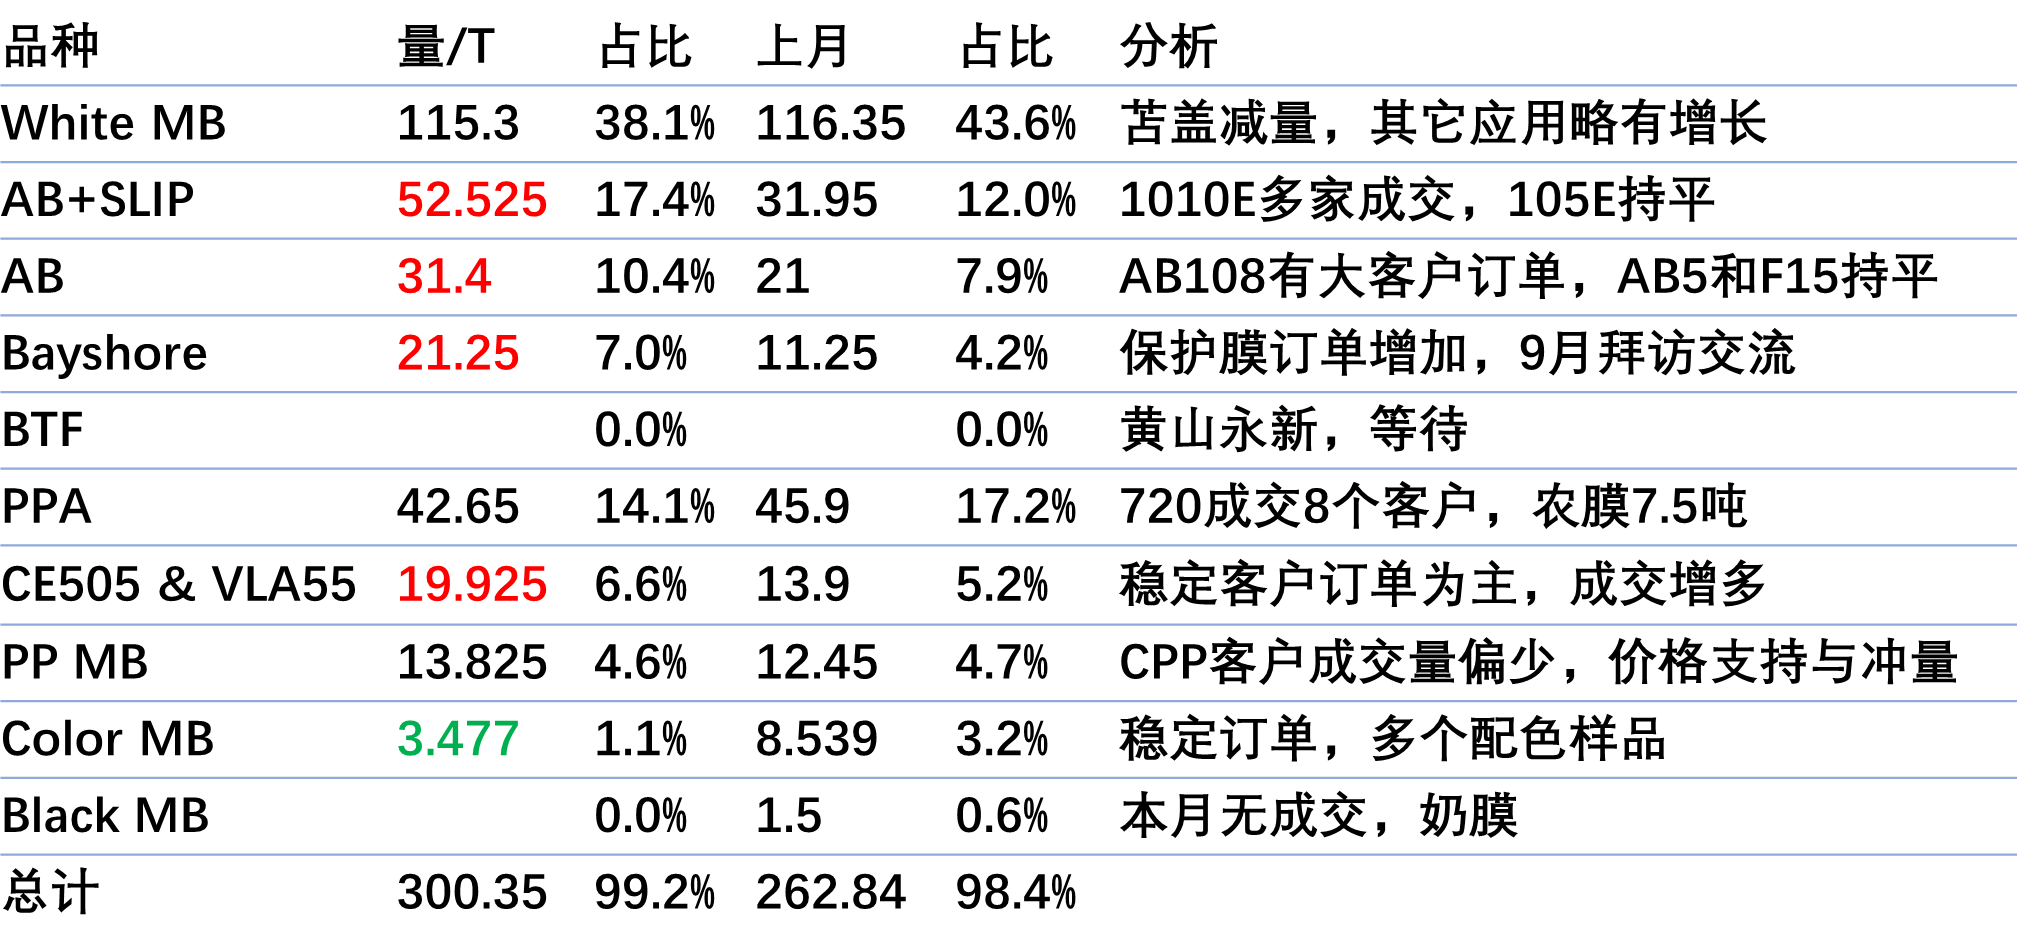 品种 量/T 占比 上月 占比 分析
White MB 115.3 38.1% 116.35 43.6% 苫盖减量，其它应用略有增长
AB+SLIP 52.525 17.4% 31.95 12.0% 1010E多家成交，105E持平
AB 31.4 10.4% 21 7.9% AB108有大客户订单，AB5和F15持平
Bayshore 21.25 7.0% 11.25 4.2% 保护膜订单增加，9月拜访交流
BTF 0.0% 0.0% 黄山永新，等待
PPA 42.65 14.1% 45.9 17.2% 720成交8个客户，农膜7.5吨
CE505 & VLA55 19.925 6.6% 13.9 5.2% 稳定客户订单为主，成交增多
PP MB 13.825 4.6% 12.45 4.7% CPP客户成交量偏少，价格支持与冲量
Color MB 3.477 1.1% 8.539 3.2% 稳定订单，多个配色样品
Black MB 0.0% 1.5 0.6% 本月无成交，奶膜
总计 300.35 99.2% 262.84 98.4%